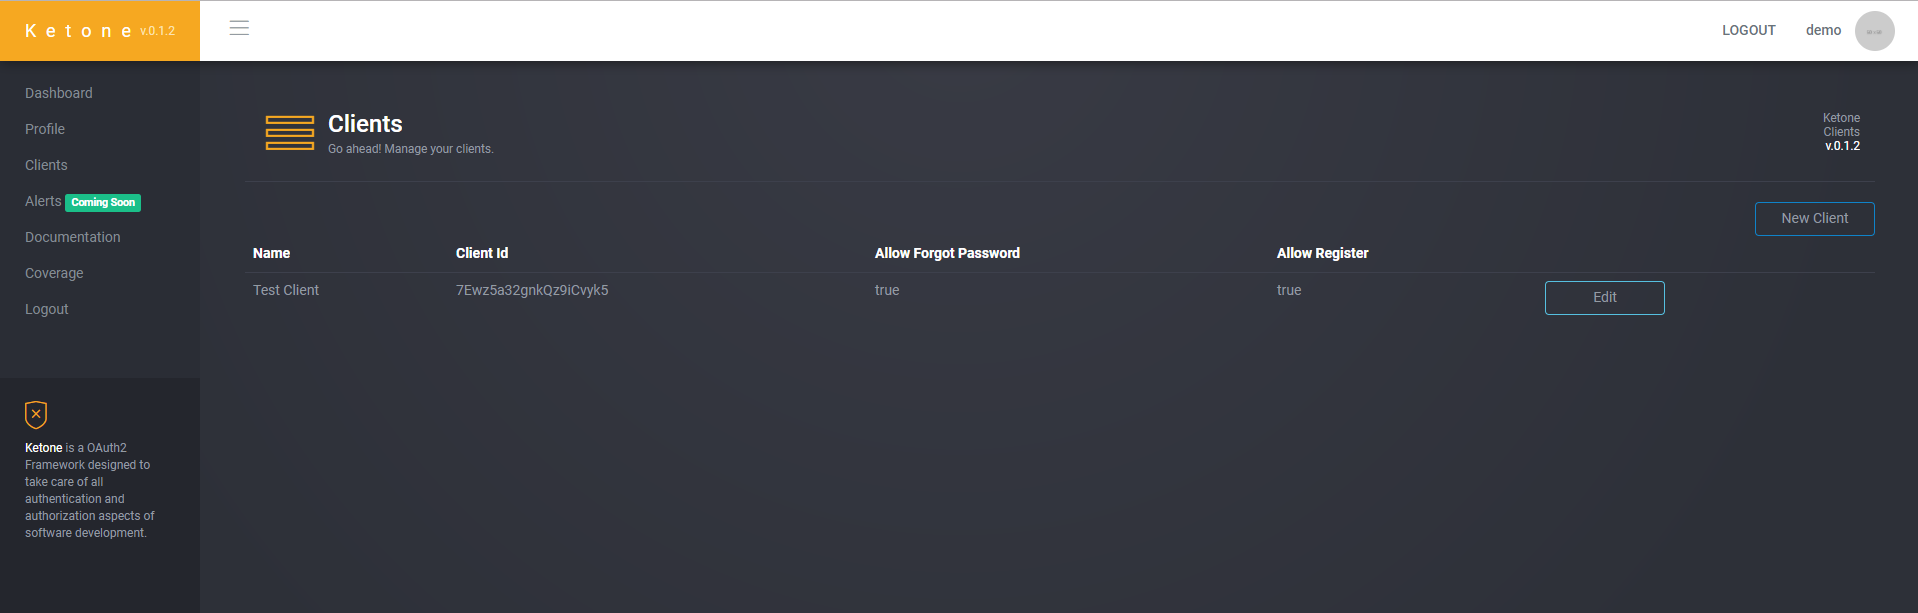 Ketone v.0.1.2
LOGOUT
demo
Dashboard
Profile
Clients
Alerts Coming Soon
Documentation
Coverage
Logout
Ketone is a OAuth2
Framework designed to
take care of all
authentication and
authorization aspects of
software development.
Clients
Go ahead! Manage your clients.
Ketone
Clients
v.0.1.2
New Client
Name Client Id Allow Forgot Password Allow Register
Test Client 7Ewz5a32gnkQz9iCvyk5 true true Edit